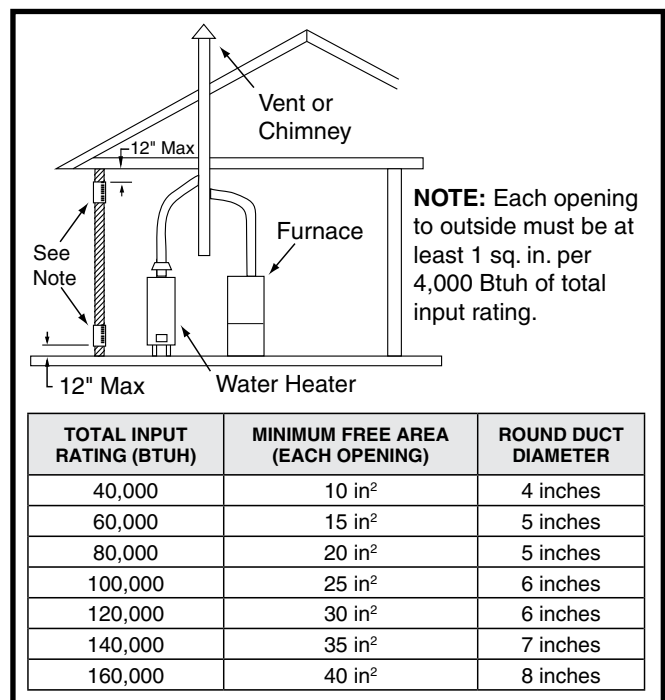 Vent or
Chimney
12" Max
NOTE: Each opening
to outside must be at
least 1 sq. in. per
4,000 Btuh of total
input rating.
Furnace
See
Note
12" Max
Water Heater
TOTAL INPUT
RATING (BTUH)
MINIMUM FREE AREA
(EACH OPENING)
ROUND DUCT
DIAMETER
40,000 10 in² 4 inches
60,000 15 in² 5 inches
80,000 20 in² 5 inches
100,000 25 in² 6 inches
120,000 30 in² 6 inches
140,000 35 in² 7 inches
160,000 40 in² 8 inches